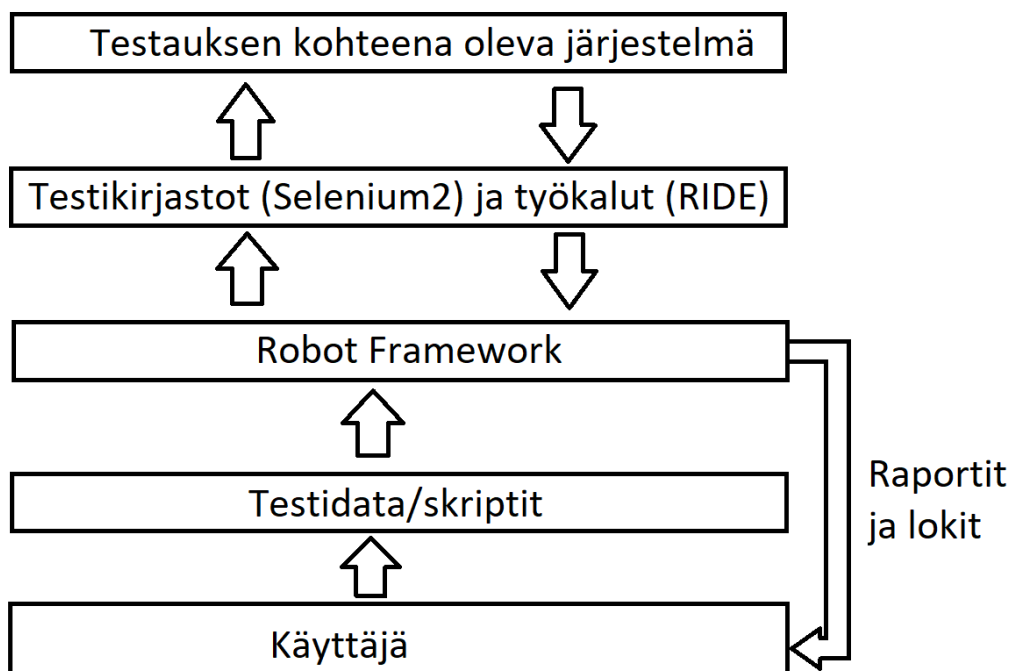 Testauksen kohteena oleva järjestelmä
Testikirjastot (Selenium2) ja työkalut (RIDE)
Robot Framework
Testidata/skriptit
Raportit
ja lokit
Käyttäjä